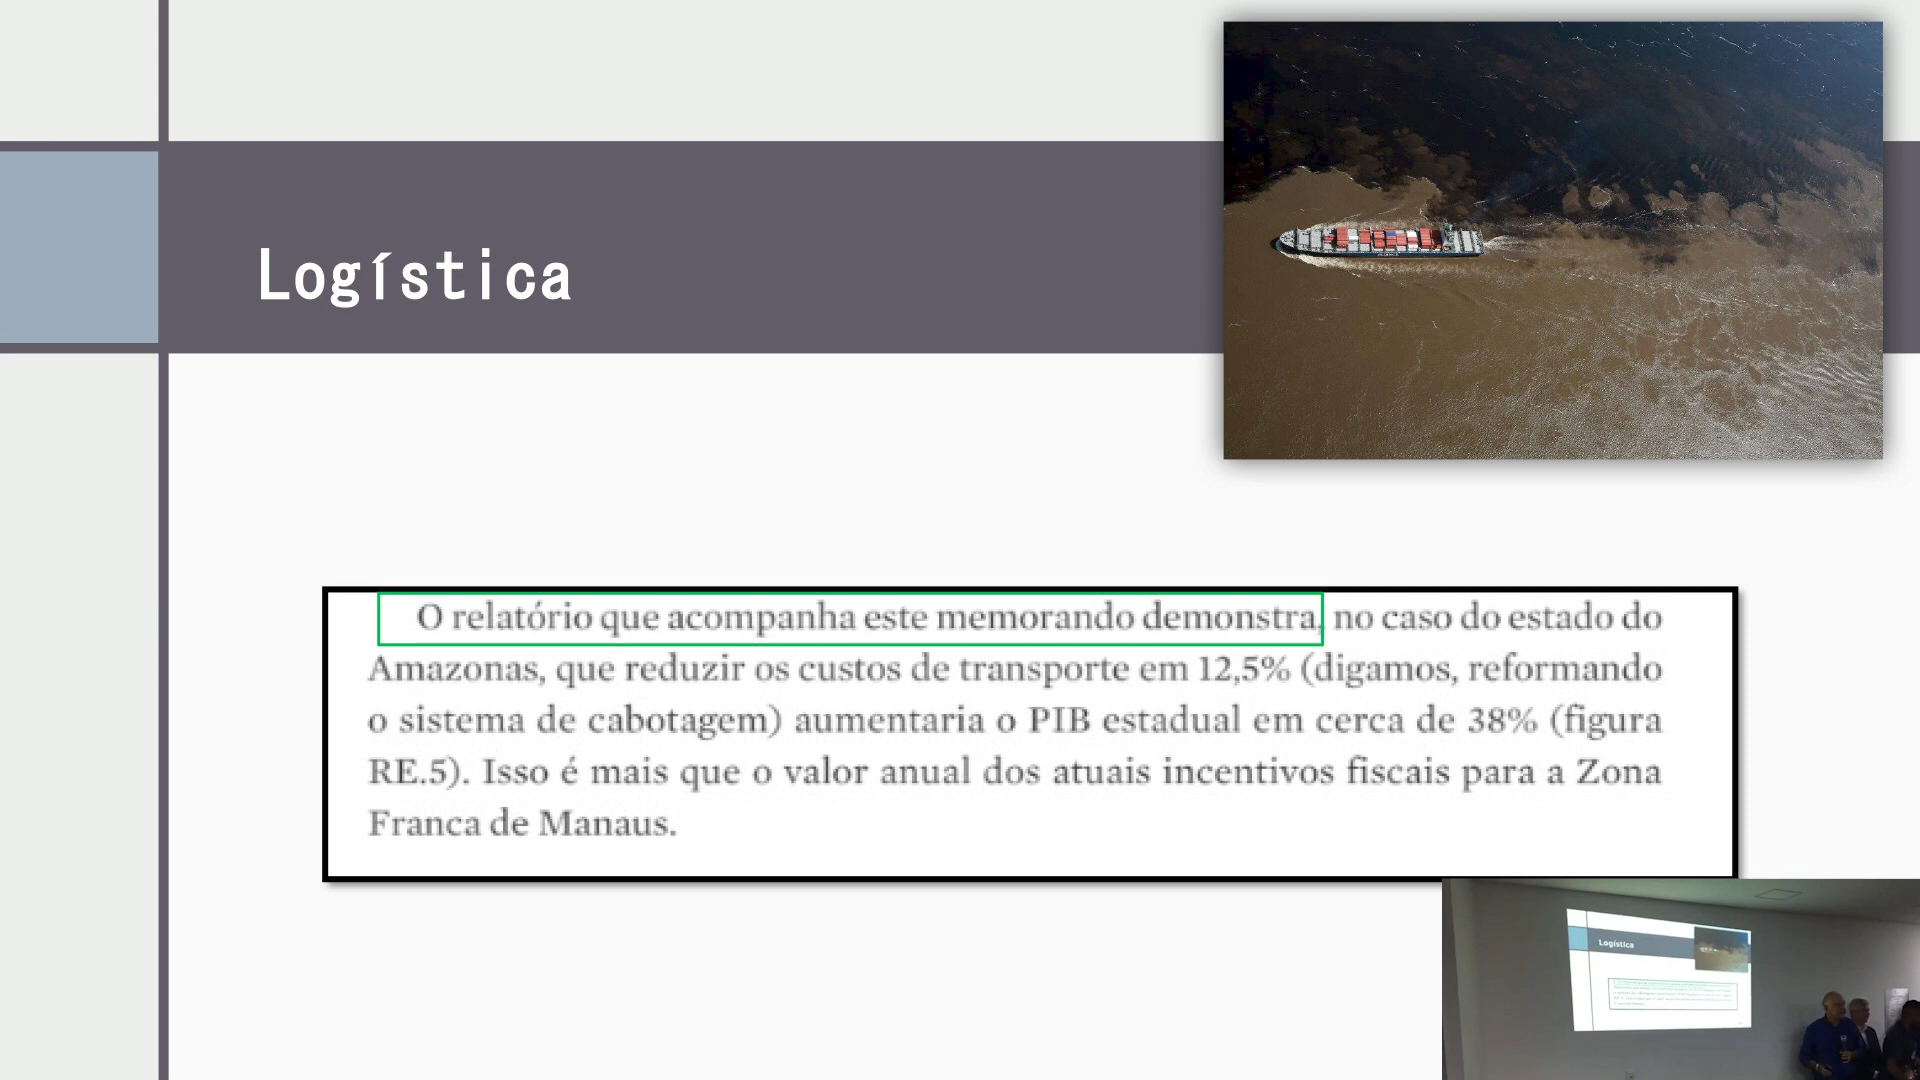 Logística
O relatório que acompanha este memorando demonstra, no caso do estado do
Amazonas, que reduzir os custos de transporte em 12,5% (digamos, reformando
o sistema de cabotagem) aumentaria o PIB estadual em cerca de 38% (figura
RE.5). Isso é mais que o valor anual dos atuais incentivos fiscais para a Zona
Franca de Manaus.
Logística